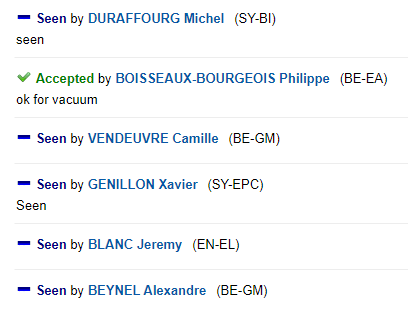 Seen by DURAFFOURG Michel (SY-BI)
seen
Accepted by BOISSEAUX-BOURGEOIS Philippe (BE-EA)
ok for vacuum
Seen by VENDEUVRE Camille (BE-GM)
Seen by GENILLON Xavier (SY-EPC)
Seen
Seen by BLANC Jeremy (EN-EL)
Seen by BEYNEL Alexandre (BE-GM)